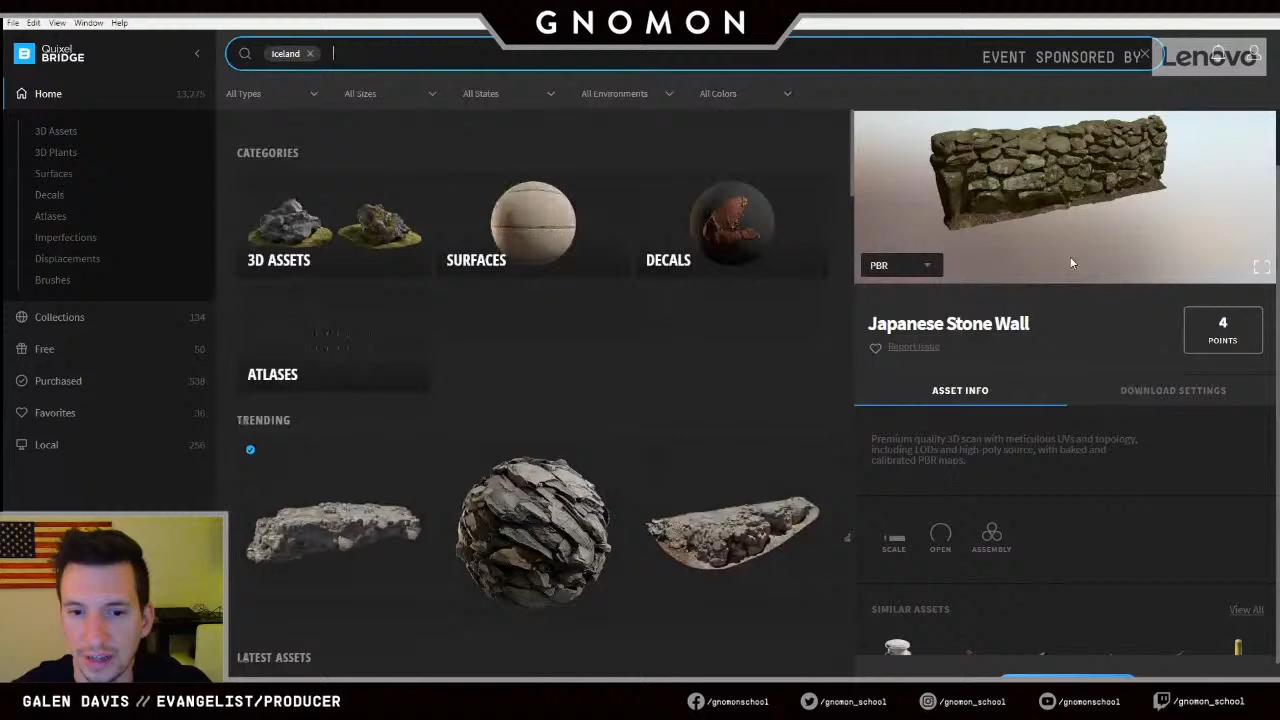 GNOMON
File Edit View Window Help
Quixel
BRIDGE
Iceland
EVENT SPONSORED BY Lenovo
Home 13,275
All Types All Sizes All States All Environments All Colors
3D Assets
3D Plants
Surfaces
Decals
Atlases
Imperfections
Displacements
Brushes
Collections 134
Free 50
Purchased 538
Favorites 36
Local 256
CATEGORIES
3D ASSETS
SURFACES
DECALS
ATLASES
TRENDING
LATEST ASSETS
PBR
Japanese Stone Wall
Report Issue
4
POINTS
ASSET INFO DOWNLOAD SETTINGS
Premium quality 3D scan with meticulous UVs and topology,
including LODs and high-poly source, with baked and
calibrated PBR maps.
SCALE OPEN ASSEMBLY
SIMILAR ASSETS View All
GALEN DAVIS // EVANGELIST/PRODUCER
/gnomonschool /gnomon_school /gnomon_school /gnomonschool /gnomon_school